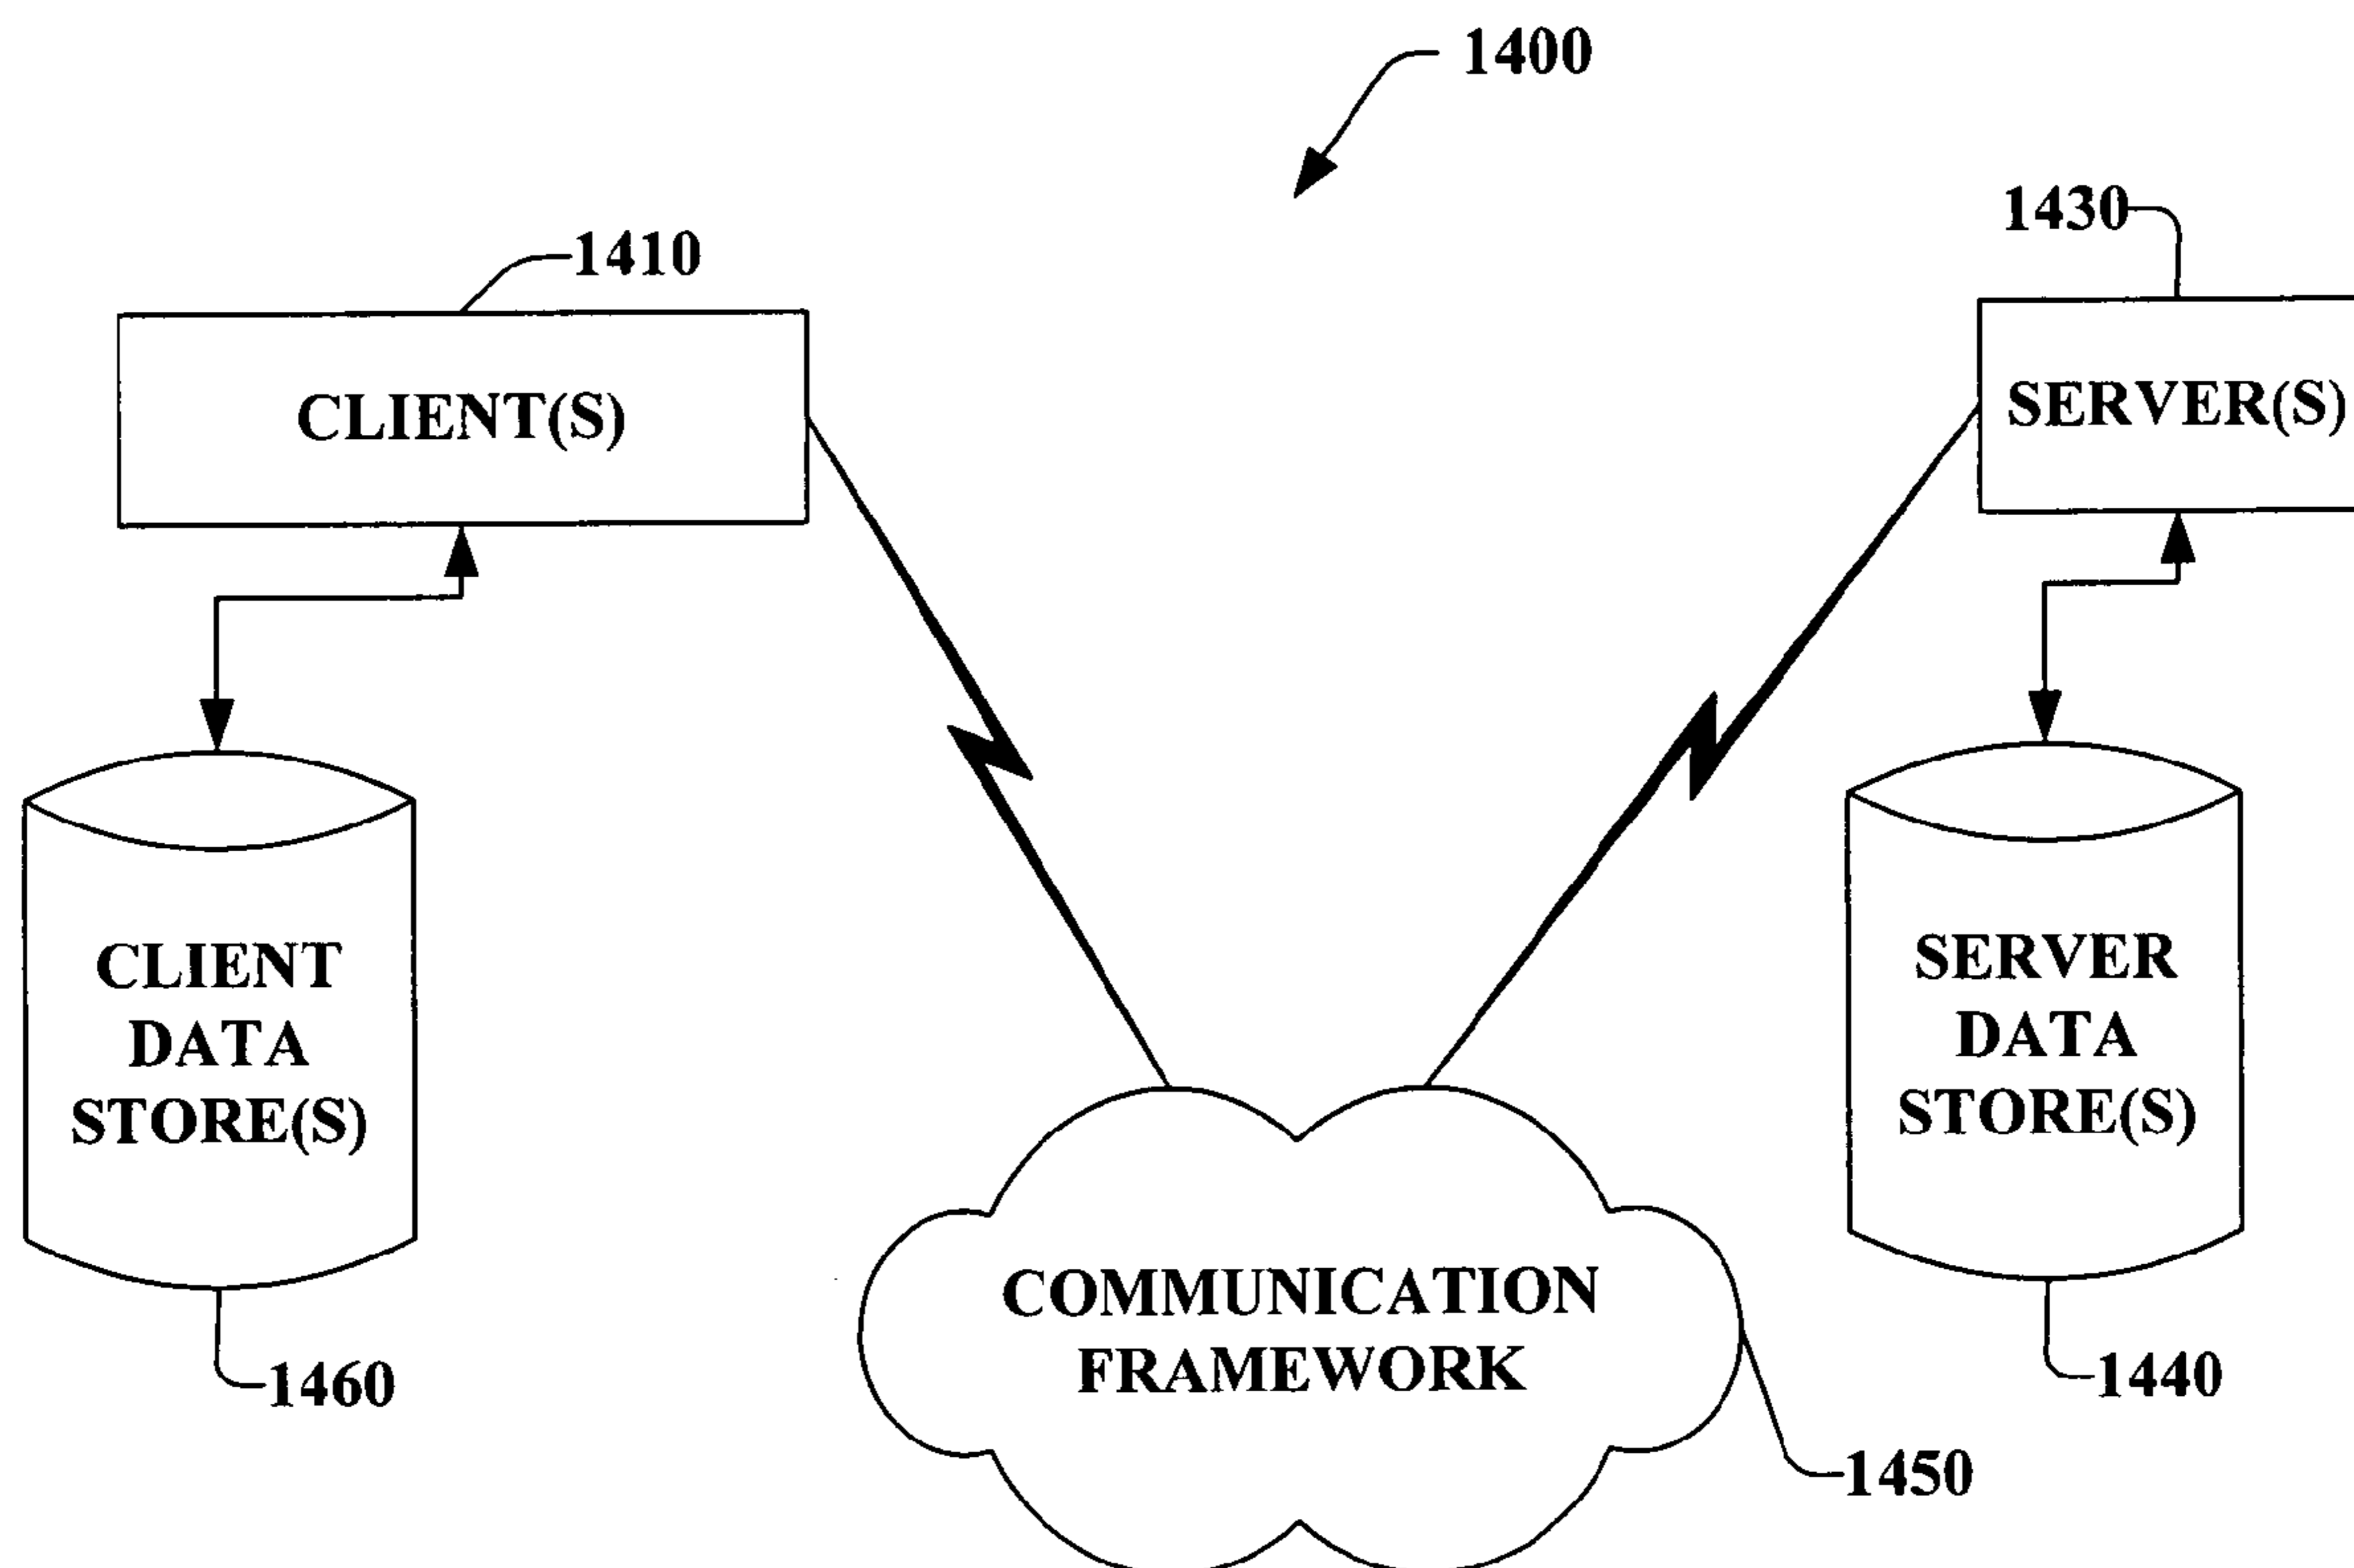 1400
1430
1410
CLIENT(S)
SERVER(S)
CLIENT
DATA
STORE(S)
SERVER
DATA
STORE(S)
COMMUNICATION
FRAMEWORK
1460
1440
1450